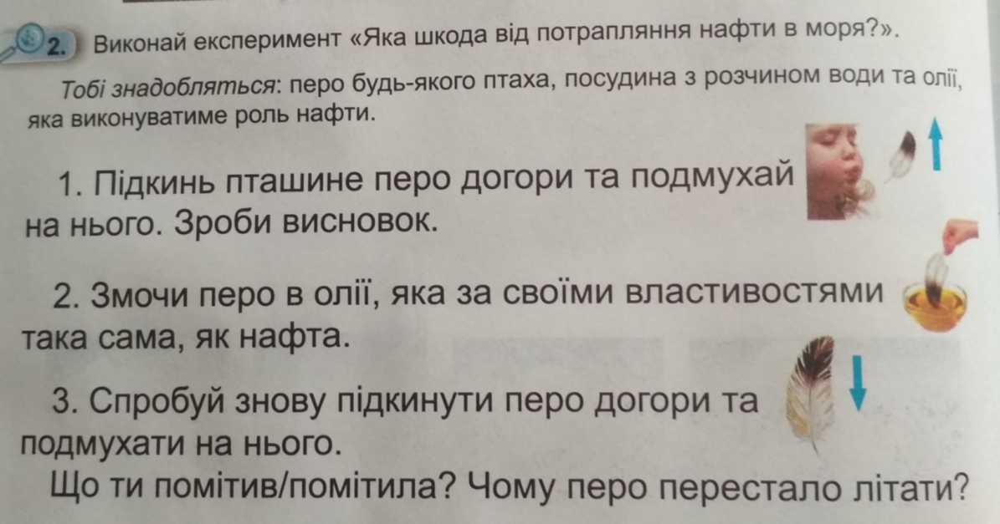 2. Виконай експеримент «Яка шкода від потрапляння нафти в моря?».
Тобі знадобляться: перо будь-якого птаха, посудина з розчином води та олії,
яка виконуватиме роль нафти.
1. Підкинь пташине перо догори та подмухай
на нього. Зроби висновок.
2. Змочи перо в олії, яка за своїми властивостями
така сама, як нафта.
3. Спробуй знову підкинути перо догори та
подмухати на нього.
Що ти помітив/помітила? Чому перо перестало літати?